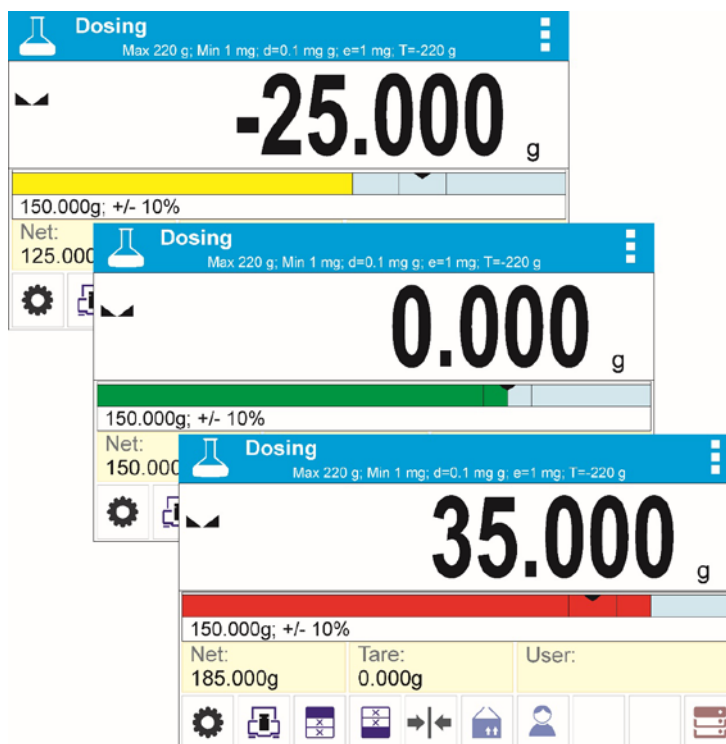 Dosing
Max 220 g; Min 1 mg; d=0.1 mg g; e=1 mg; T=-220 g
-25.000 g
150.000g; +/- 10%
Net:
125.000
Dosing
Max 220 g; Min 1 mg; d=0.1 mg g; e=1 mg; T=-220 g
0.000 g
150.000g; +/- 10%
Net:
150.000
Dosing
Max 220 g; Min 1 mg; d=0.1 mg g; e=1 mg; T=-220 g
35.000 g
150.000g; +/- 10%
Net: Tare: User:
185.000g 0.000g